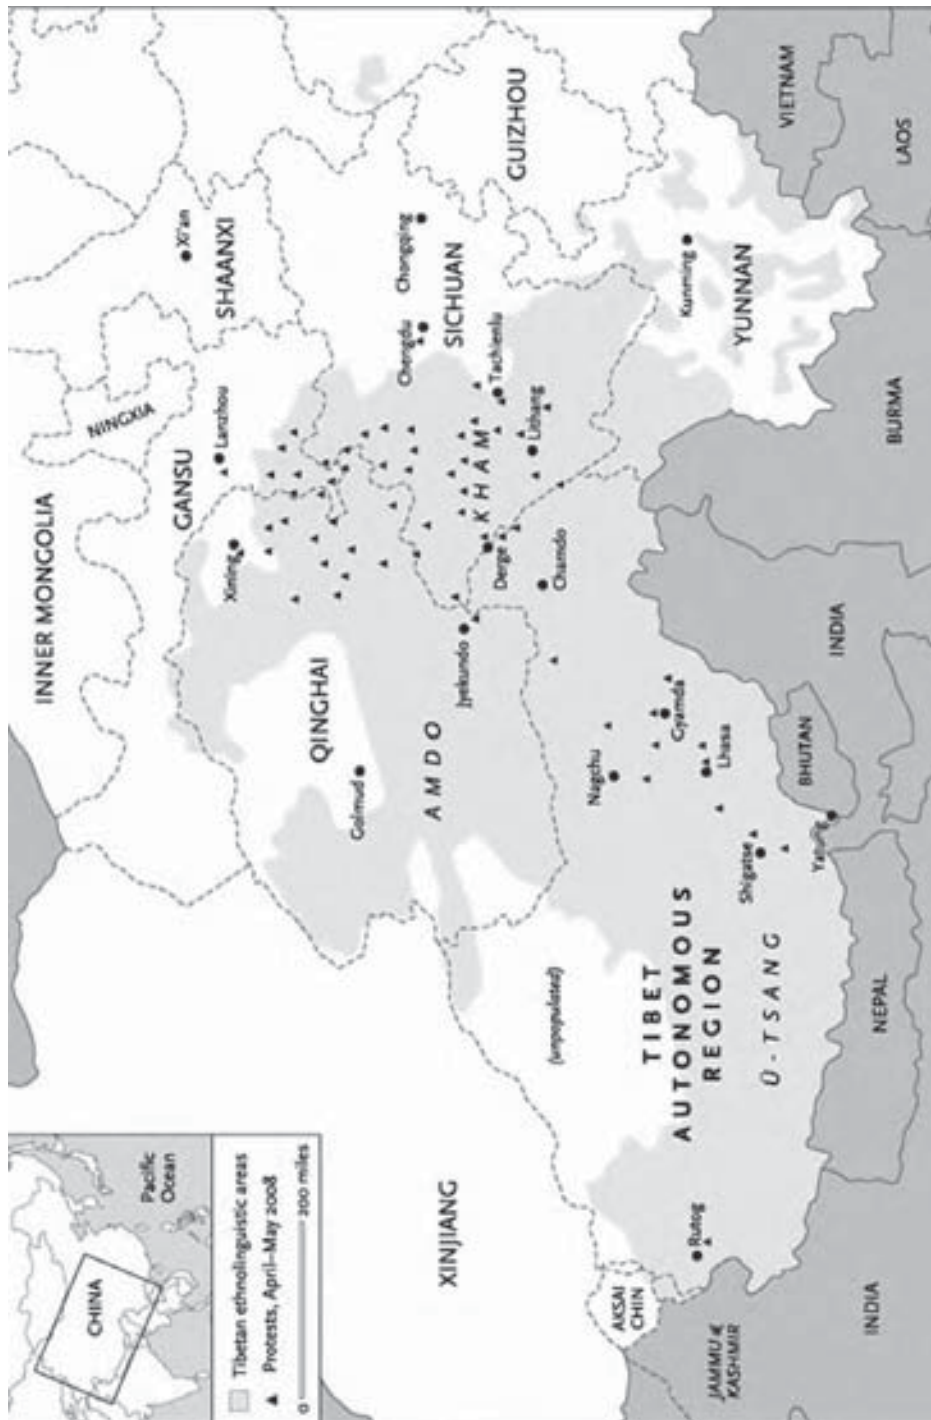 CHINA
Pacific
Ocean
Tibetan ethnolinguistic areas
Protests, April–May 2008
0
200 miles
XINJIANG
INNER MONGOLIA
NINGXIA
GANSU
Lanzhou
Xining
SHAANXI
Xi'an
QINGHAI
Golmud
AMDO
Jyekundo
Chengdu
Chongqing
SICHUAN
KHAM
Tachienlu
Lithang
Derge
Chamdo
GUIZHOU
Kunming
YUNNAN
(unpopulated)
TIBET
AUTONOMOUS
REGION
Ü-TSANG
Nagchu
Gyamda
Lhasa
Shigatse
Yatung
Rutog
AKSAI
CHIN
JAMMU &
KASHMIR
INDIA
NEPAL
BHUTAN
INDIA
BURMA
LAOS
VIETNAM